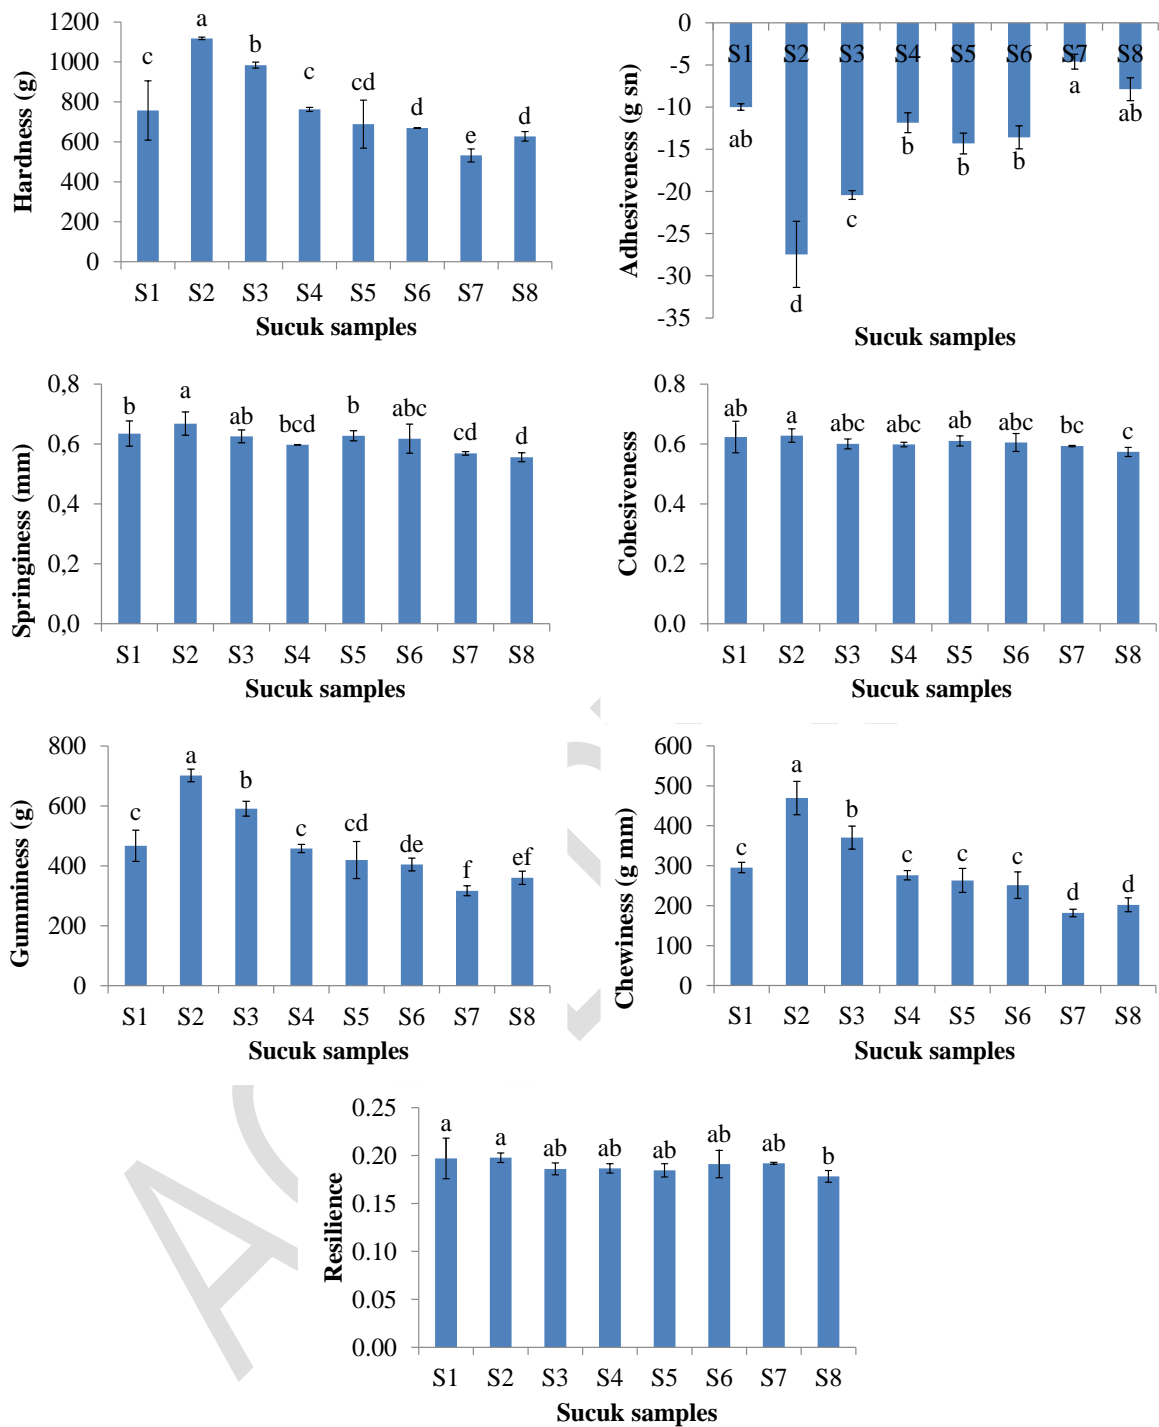 Hardness (g)
1200
1000
800
600
400
200
0
c
a
b
c
cd
d
e
d
S1 S2 S3 S4 S5 S6 S7 S8
Sucuk samples
Adhesiveness (g sn)
0
-5
-10
-15
-20
-25
-30
-35
S1 S2 S3 S4 S5 S6 S7 S8
ab
d
c
b
b
b
a
ab
Sucuk samples
Springiness (mm)
0,8
0,6
0,4
0,2
0,0
b
a
ab
bcd
b
abc
cd
d
S1 S2 S3 S4 S5 S6 S7 S8
Sucuk samples
Cohesiveness
0.8
0.6
0.4
0.2
0.0
ab
a
abc
abc
ab
abc
bc
c
S1 S2 S3 S4 S5 S6 S7 S8
Sucuk samples
Gumminess (g)
800
600
400
200
0
c
a
b
c
cd
de
f
ef
S1 S2 S3 S4 S5 S6 S7 S8
Sucuk samples
Chewiness (g mm)
600
500
400
300
200
100
0
c
a
b
c
c
c
d
d
S1 S2 S3 S4 S5 S6 S7 S8
Sucuk samples
Resilience
0.25
0.20
0.15
0.10
0.05
0.00
a
a
ab
ab
ab
ab
ab
b
S1 S2 S3 S4 S5 S6 S7 S8
Sucuk samples